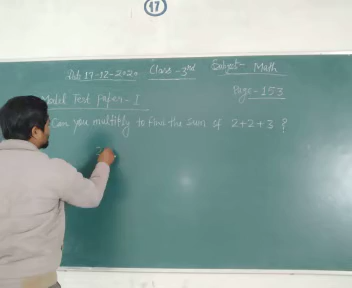 17
Date 17-12-2020 Class-3rd Subject- Math
Model Test Paper-I Page-153
Can you multiply to find the sum of 2+2+3 ?